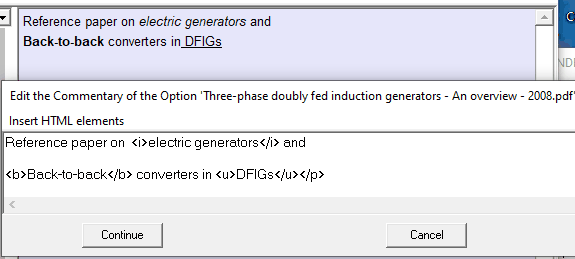 Reference paper on electric generators and
Back-to-back converters in DFIGs
Edit the Commentary of the Option 'Three-phase doubly fed induction generators - An overview - 2008.pdf'
Insert HTML elements
Reference paper on  <i>electric generators</i> and
<b>Back-to-back</b> converters in <u>DFIGs</u></p>
Continue
Cancel